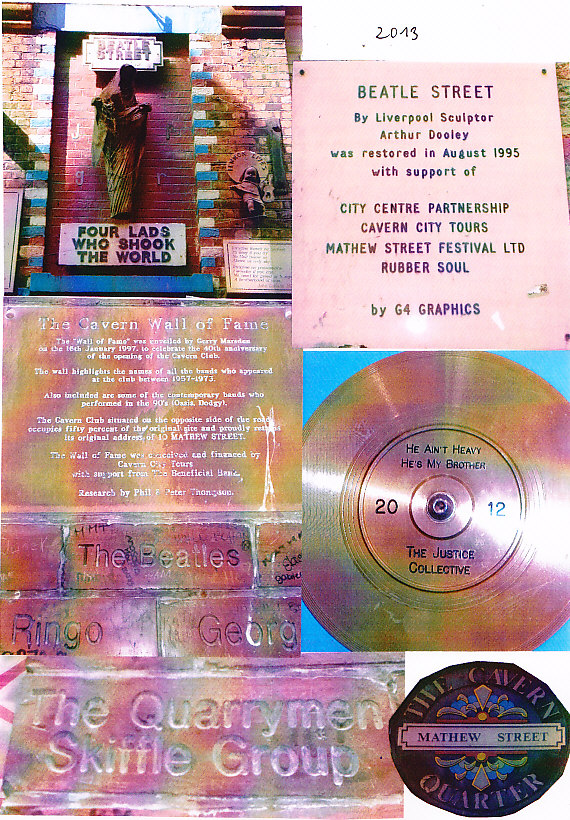 2013
BEATLE
STREET
FOUR LADS
WHO SHOOK
THE WORLD
BEATLE STREET
By Liverpool Sculptor
Arthur Dooley
was restored in August 1995
with support of
CITY CENTRE PARTNERSHIP
CAVERN CITY TOURS
MATHEW STREET FESTIVAL LTD
RUBBER SOUL
by G4 GRAPHICS
The Cavern Wall of Fame
The "Wall of Fame" was unveiled by Gerry Marsden
on the 16th January 1997, to celebrate the 40th anniversary
of the opening of the Cavern Club.
The wall highlights the names of all the bands who appeared
at the club between 1957-1973.
Also included are some of the contemporary bands who
performed in the 90's (Oasis, Dodgy).
The Cavern Club situated on the opposite side of the road
occupies fifty percent of the original site and proudly retains
its original address of 10 MATHEW STREET.
The Wall of Fame was conceived and financed by
Cavern City Tours
with support from The Beneficial Bank.
Research by Phil & Peter Thompson.
The Beatles
Ringo
Georg
HE AIN'T HEAVY
HE'S MY BROTHER
20 12
THE JUSTICE
COLLECTIVE
The Quarrymen
Skiffle Group
THE CAVERN
MATHEW STREET
QUARTER